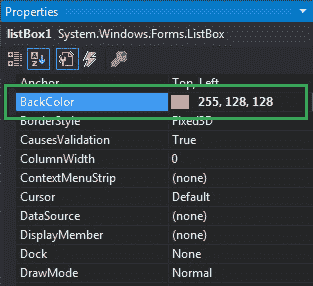 Properties
listBox1 System.Windows.Forms.ListBox
Anchor Top, Left
BackColor 255, 128, 128
BorderStyle Fixed3D
CausesValidation True
ColumnWidth 0
ContextMenuStrip (none)
Cursor Default
DataSource (none)
DisplayMember (none)
Dock None
DrawMode Normal